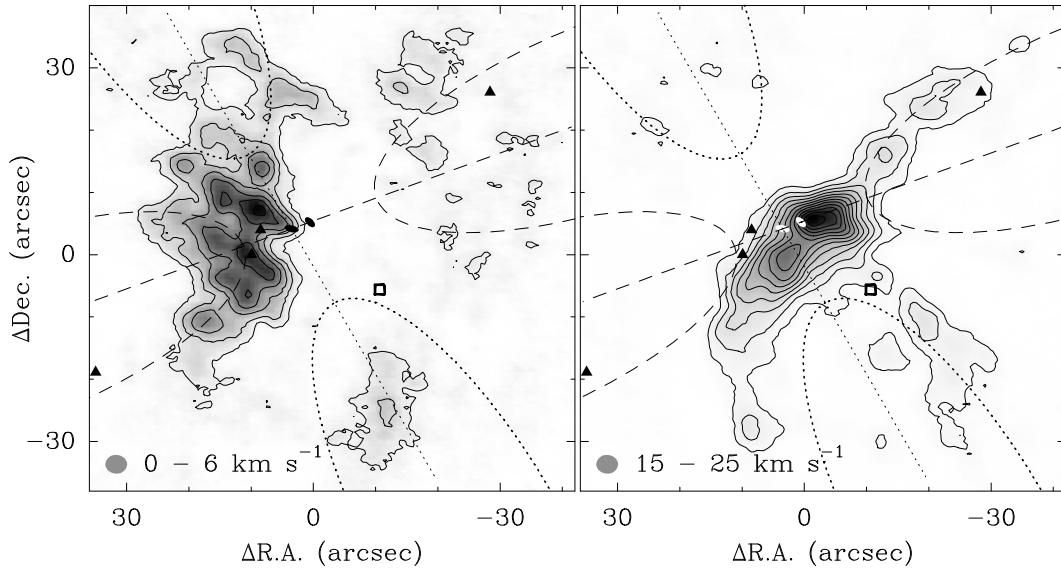 30
0
−30
ΔDec. (arcsec)
0 – 6 km s⁻¹
15 – 25 km s⁻¹
30
0
−30
30
0
−30
ΔR.A. (arcsec)
ΔR.A. (arcsec)